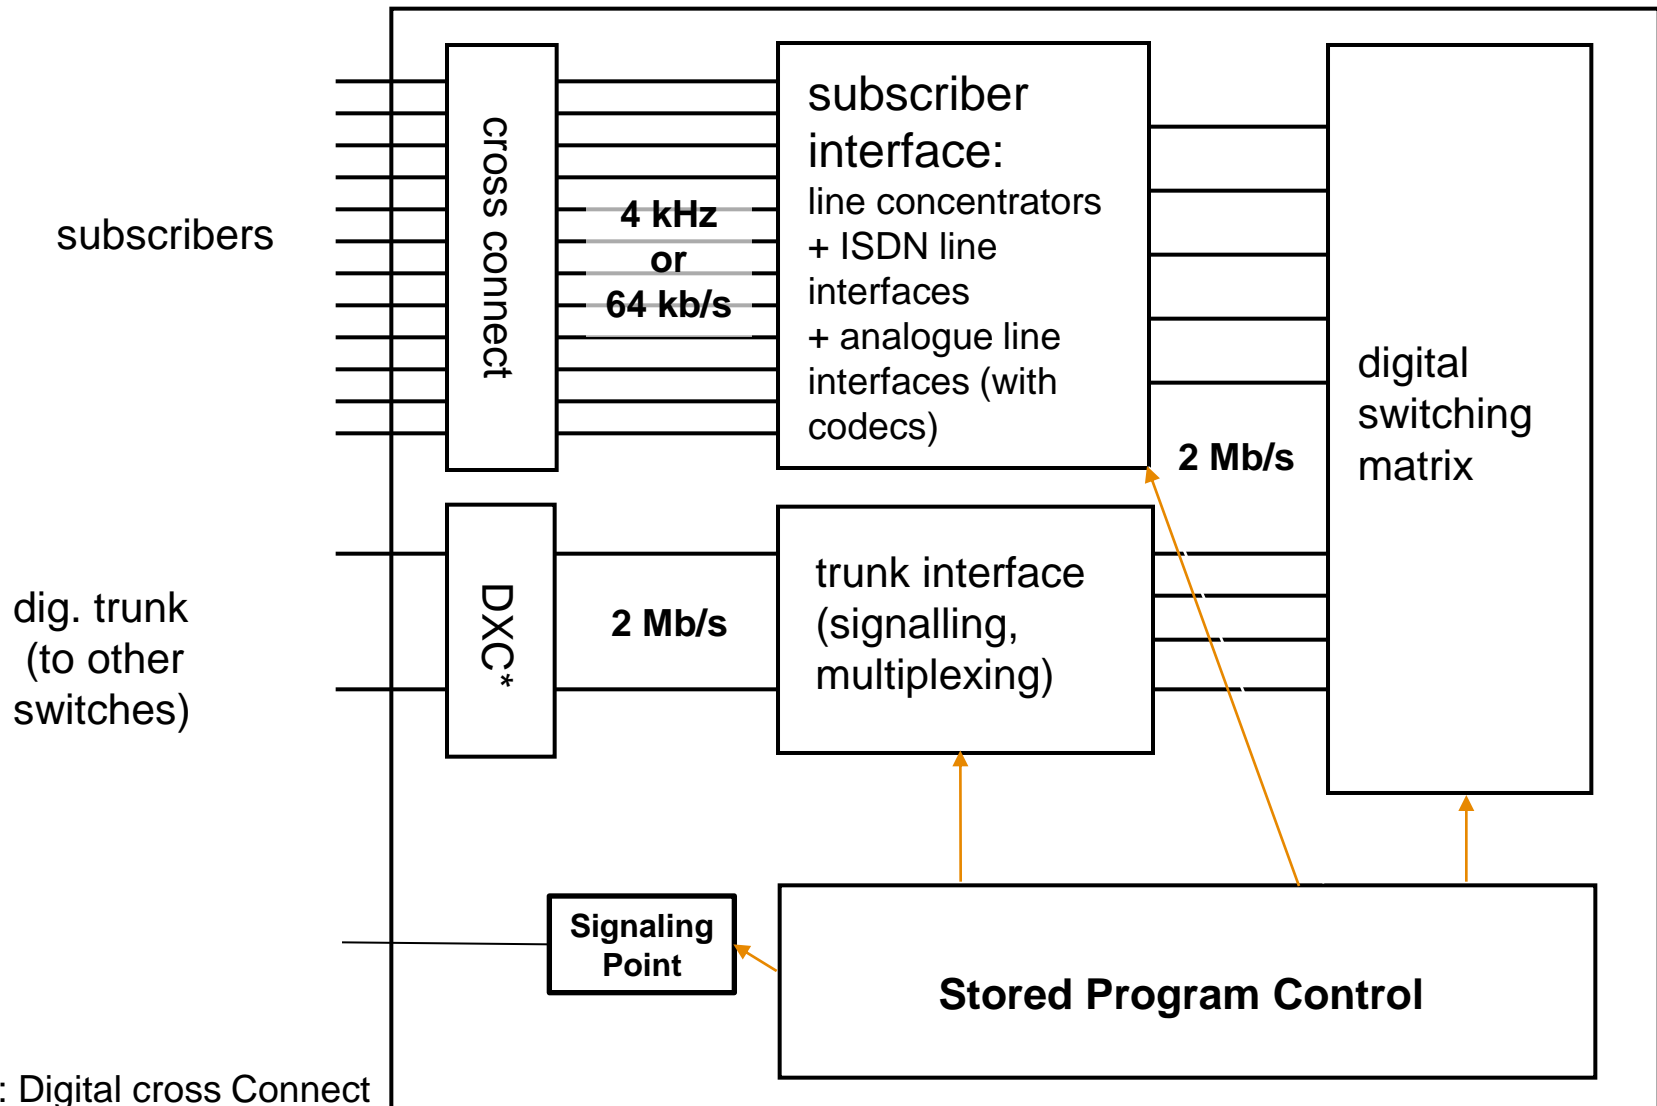 subscribers
cross connect
4 kHz
or
64 kb/s
subscriber
interface:
line concentrators
+ ISDN line
interfaces
+ analogue line
interfaces (with
codecs)
2 Mb/s
digital
switching
matrix
dig. trunk
(to other
switches)
DXC*
2 Mb/s
trunk interface
(signalling,
multiplexing)
Signaling
Point
Stored Program Control
: Digital cross Connect